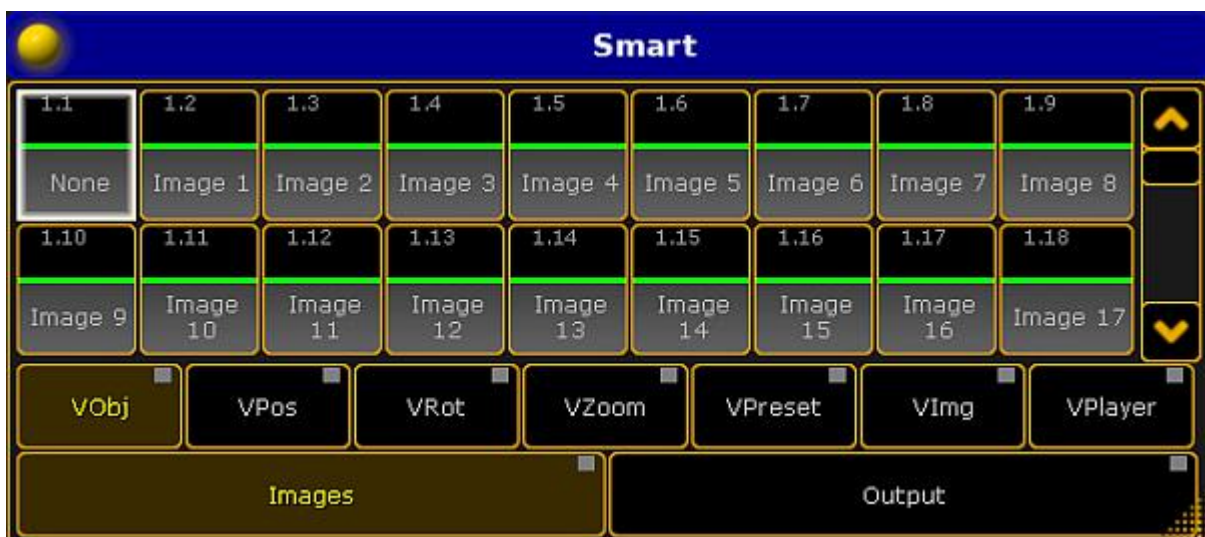 Smart
1.1 1.2 1.3 1.4 1.5 1.6 1.7 1.8 1.9
None Image 1 Image 2 Image 3 Image 4 Image 5 Image 6 Image 7 Image 8
1.10 1.11 1.12 1.13 1.14 1.15 1.16 1.17 1.18
Image 9 Image 10 Image 11 Image 12 Image 13 Image 14 Image 15 Image 16 Image 17
VObj VPos VRot VZoom VPreset VImg VPlayer
Images Output